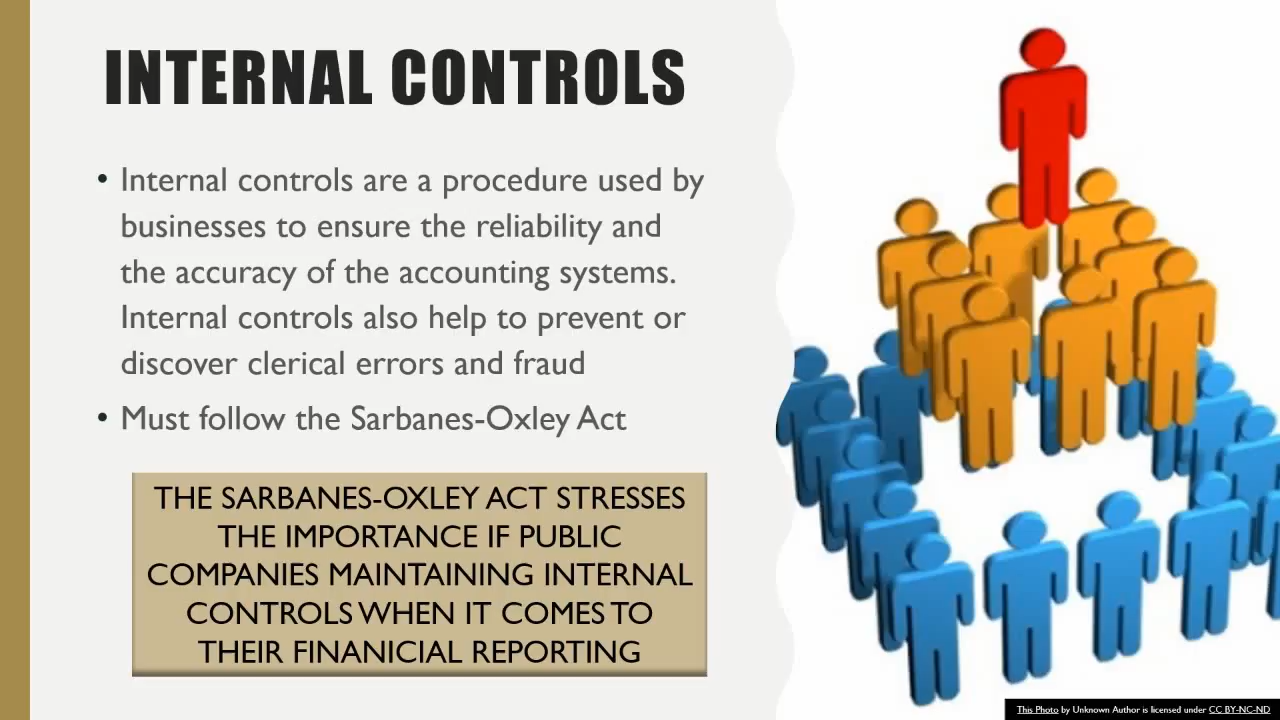 INTERNAL CONTROLS
• Internal controls are a procedure used by
businesses to ensure the reliability and
the accuracy of the accounting systems.
Internal controls also help to prevent or
discover clerical errors and fraud
• Must follow the Sarbanes-Oxley Act
THE SARBANES-OXLEY ACT STRESSES
THE IMPORTANCE IF PUBLIC
COMPANIES MAINTAINING INTERNAL
CONTROLS WHEN IT COMES TO
THEIR FINANICIAL REPORTING
This Photo by Unknown Author is licensed under CC BY-NC-ND